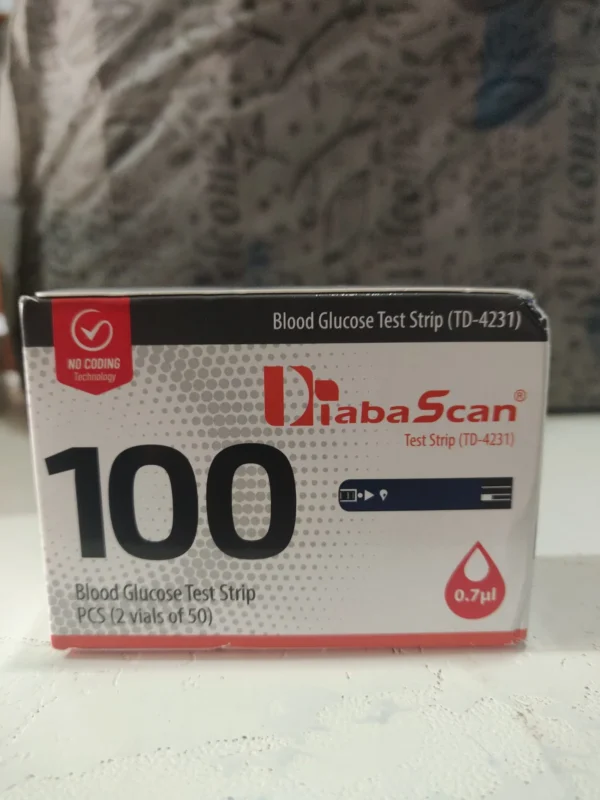 Blood Glucose Test Strip (TD-4231)
NO CODING
Technology
DiabaScan®
Test Strip (TD-4231)
100
Blood Glucose Test Strip
PCS (2 vials of 50)
0.7µl